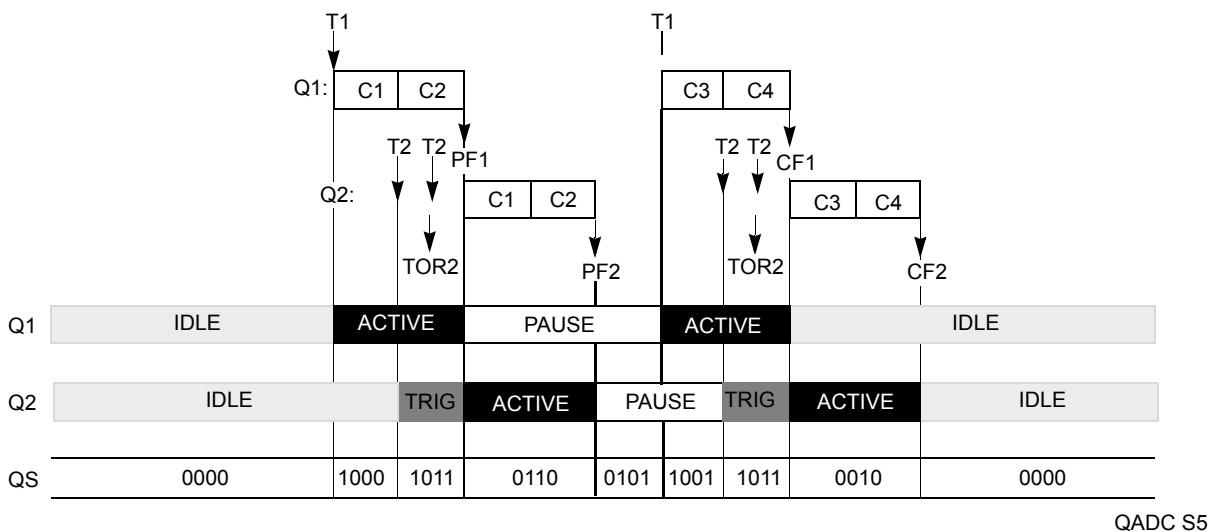 T1 T1
Q1: C1 C2 C3 C4
T2 T2 PF1 T2 T2 CF1
Q2: C1 C2 C3 C4
TOR2 PF2 TOR2 CF2
Q1 IDLE ACTIVE PAUSE ACTIVE IDLE
Q2 IDLE TRIG ACTIVE PAUSE TRIG ACTIVE IDLE
QS 0000 1000 1011 0110 0101 1001 1011 0010 0000
QADC S5